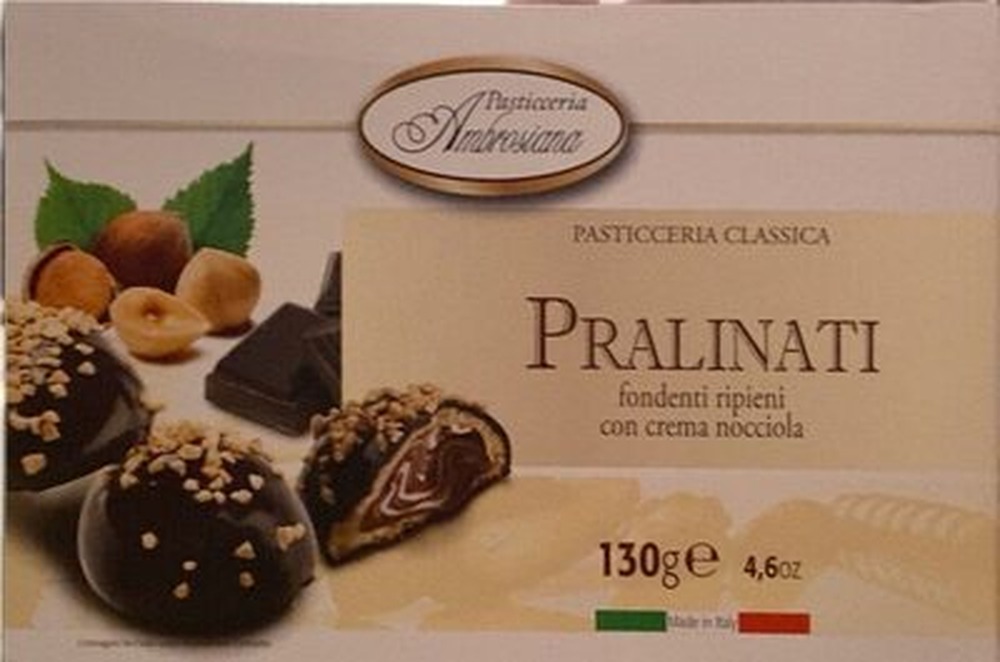 Pasticceria
Ambrosiana
PASTICCERIA CLASSICA
PRALINATI
fondenti ripieni
con crema nocciola
130g℮ 4,6oz
Made in Italy